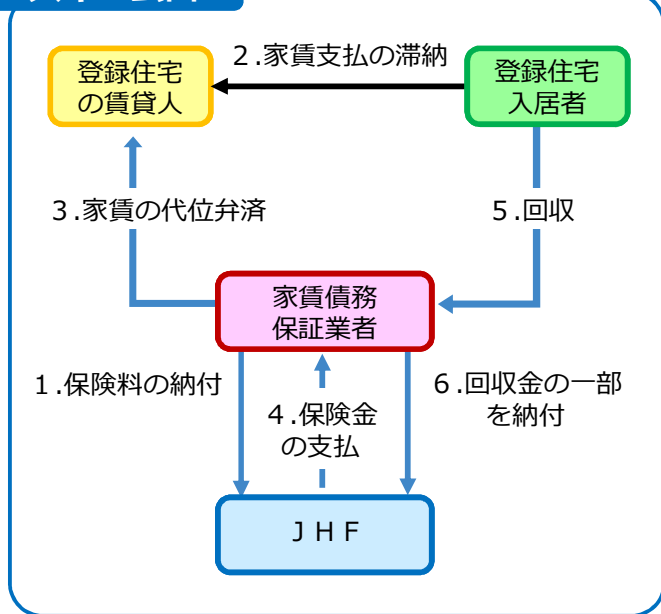 2.家賃支払の滞納
登録住宅
の賃貸人
登録住宅
入居者
3.家賃の代位弁済
5.回収
家賃債務
保証業者
1.保険料の納付
4.保険金
の支払
6.回収金の一部
を納付
ＪＨＦ